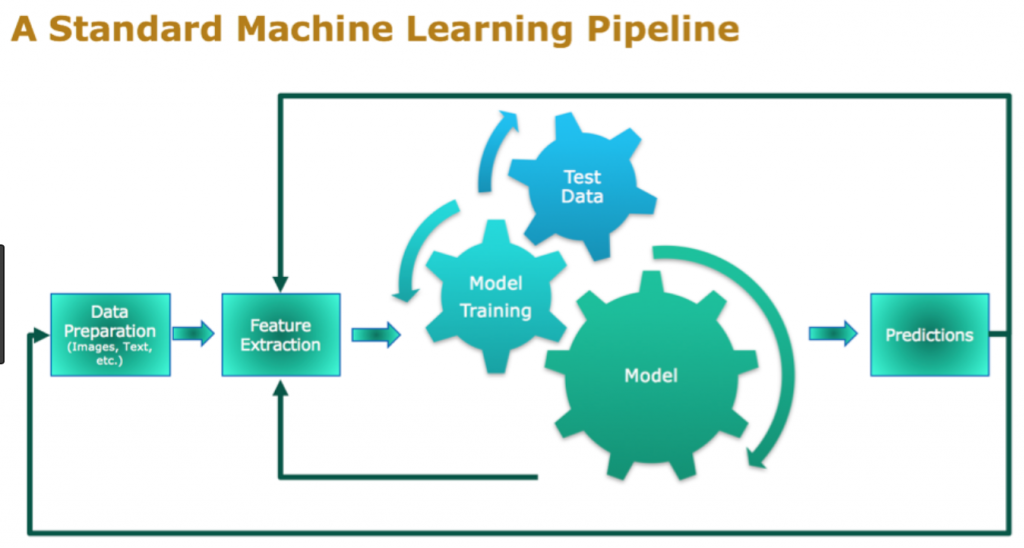 A Standard Machine Learning Pipeline
Test
Data
Model
Training
Data
Preparation
(Images, Text,
etc.)
Feature
Extraction
Model
Predictions